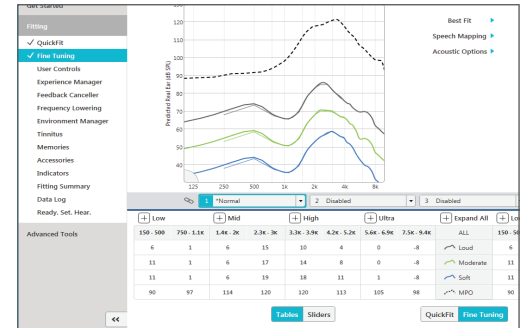 Get Started
Fitting
QuickFit
Fine Tuning
User Controls
Experience Manager
Feedback Canceller
Frequency Lowering
Environment Manager
Tinnitus
Memories
Accessories
Indicators
Fitting Summary
Data Log
Ready. Set. Hear.
Advanced Tools
<<
Predicted Real Ear (dB SPL)
120
110
100
90
80
70
60
50
40
125 250 500 1k 2k 4k 8k
Best Fit
Speech Mapping
Acoustic Options
1 *Normal 2 Disabled 3 Disabled
+ Low + Mid + High + Ultra + Expand All + Lo
150 - 500 750 - 1.1K 1.4K - 2K 2.3K - 3K 3.3K - 3.9K 4.2K - 5.2K 5.6K - 6.9K 7.5K - 9.4K ALL 150 - 50
6 1 6 15 10 4 0 -8 Loud 6
11 1 6 17 14 8 0 -8 Moderate 11
11 1 6 19 18 11 1 -8 Soft 11
90 97 114 120 120 113 105 98 MPO 90
Tables Sliders QuickFit Fine Tuning